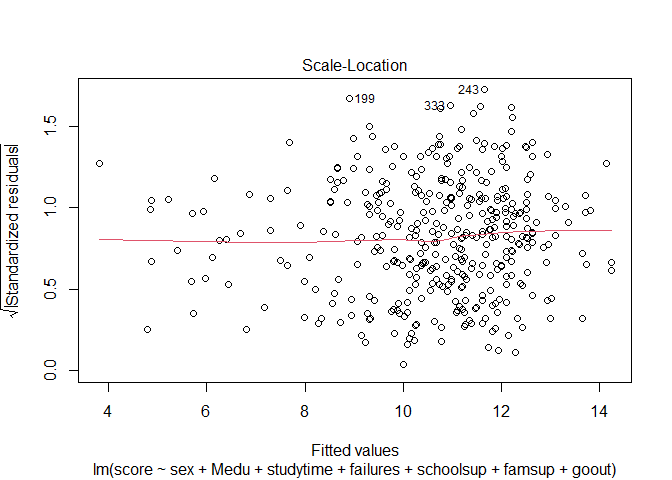 Scale-Location
√|Standardized residuals|
0.0 0.5 1.0 1.5
199
333
243
4 6 8 10 12 14
Fitted values
lm(score ~ sex + Medu + studytime + failures + schoolsup + famsup + goout)